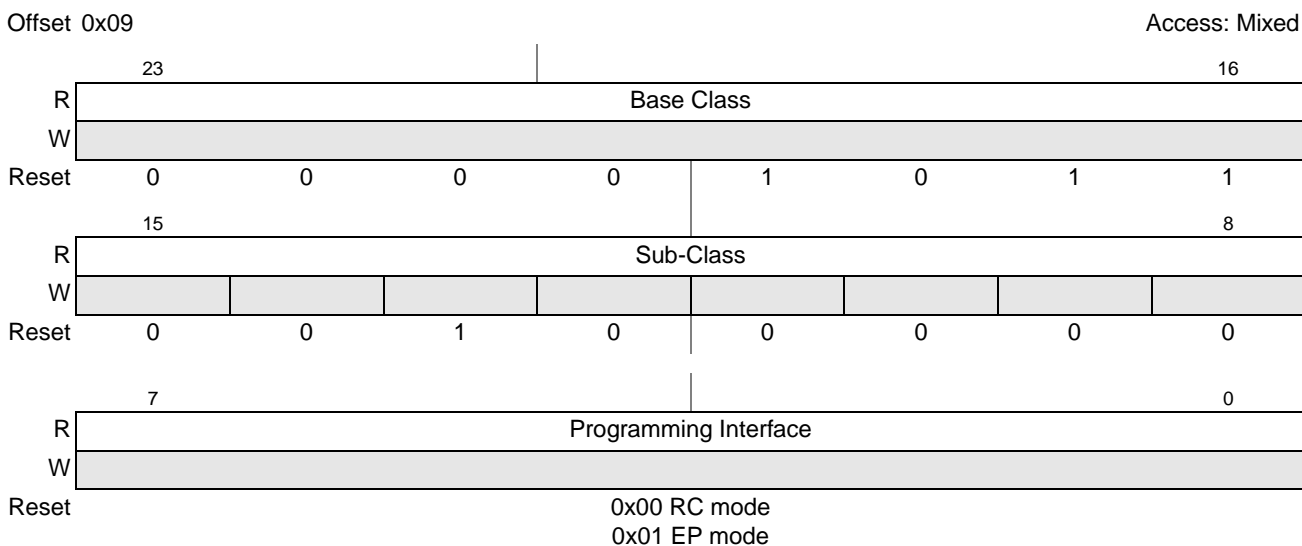 Offset 0x09 Access: Mixed
23 16
R Base Class
W
Reset 0 0 0 0 1 0 1 1
15 8
R Sub-Class
W
Reset 0 0 1 0 0 0 0 0
7 0
R Programming Interface
W
Reset 0x00 RC mode
0x01 EP mode